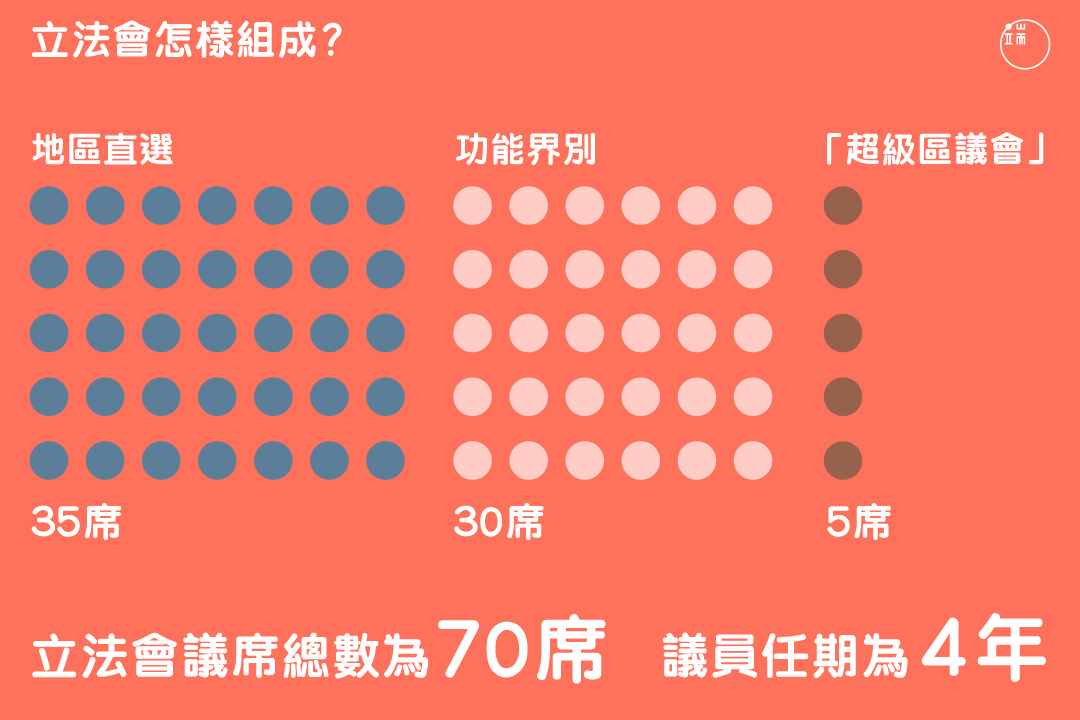 立法會怎樣組成？
端
地區直選
功能界別
「超級區議會」
35席
30席
5席
立法會議席總數為70席
議員任期為4年